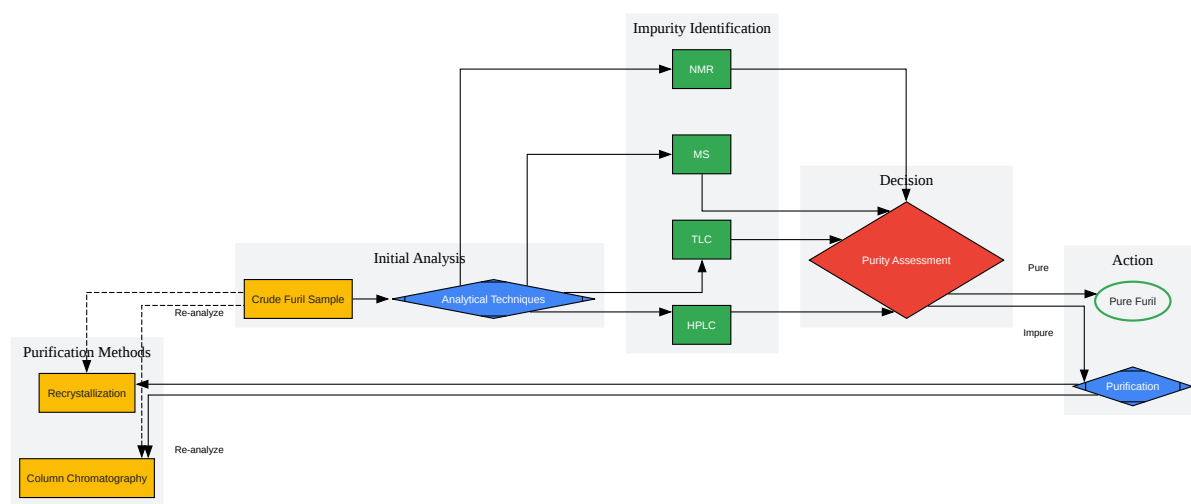 Impurity Identification
NMR
MS
Decision
TLC
Purity Assessment
Initial Analysis
Action
Pure
Crude Furil Sample
Analytical Techniques
Pure Furil
Re-analyze
HPLC
Impure
Purification Methods
Recrystallization
Purification
Re-analyze
Column Chromatography